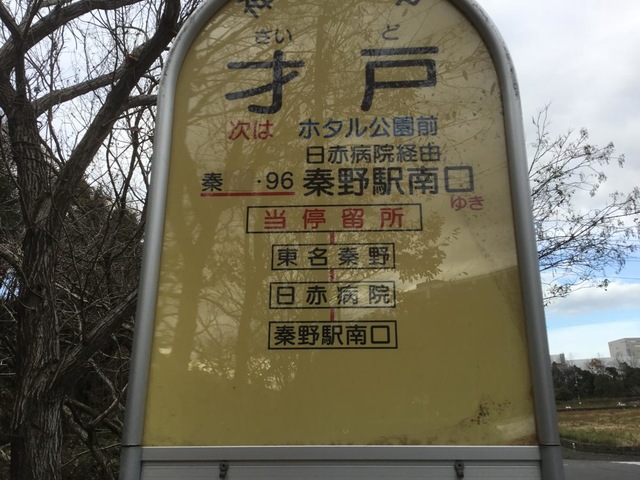 さい ど
才戸
次は ホタル公園前
日赤病院経由
秦 ・96 秦野駅南口
ゆき
当停留所
東名秦野
日赤病院
秦野駅南口